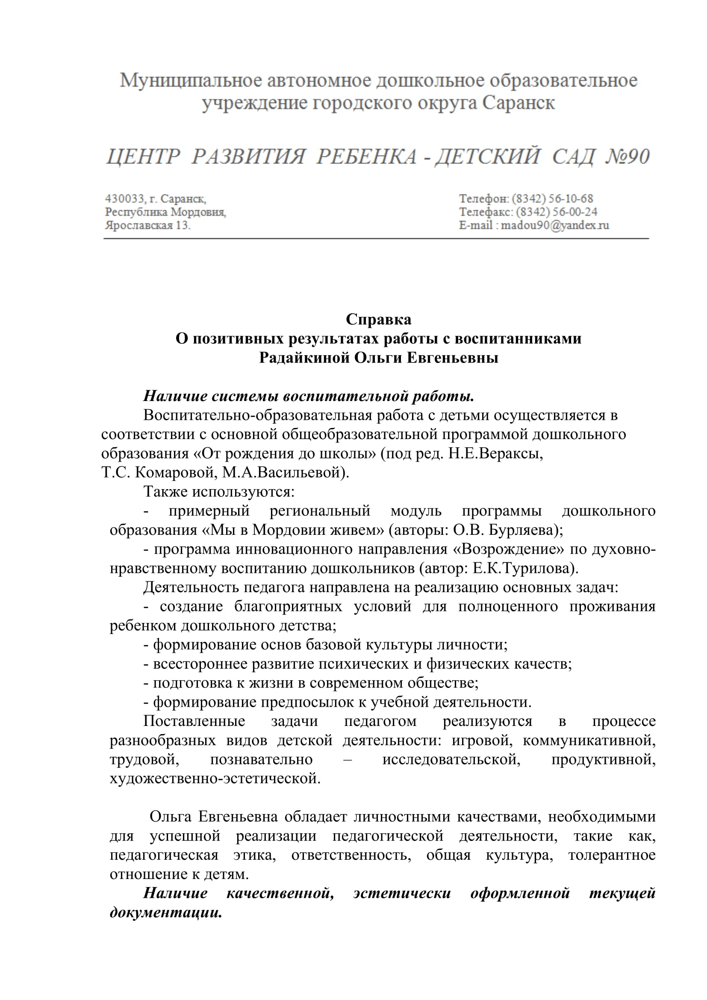 Муниципальное автономное дошкольное образовательное
учреждение городского округа Саранск
ЦЕНТР РАЗВИТИЯ РЕБЕНКА - ДЕТСКИЙ САД №90
430033, г. Саранск,
Республика Мордовия,
Ярославская 13.
Телефон: (8342) 56-10-68
Телефакс: (8342) 56-00-24
E-mail : madou90@yandex.ru
Справка
О позитивных результатах работы с воспитанниками
Радайкиной Ольги Евгеньевны
Наличие системы воспитательной работы.
Воспитательно-образовательная работа с детьми осуществляется в
соответствии с основной общеобразовательной программой дошкольного
образования «От рождения до школы» (под ред. Н.Е.Вераксы,
Т.С. Комаровой, М.А.Васильевой).
Также используются:
- примерный региональный модуль программы дошкольного
образования «Мы в Мордовии живем» (авторы: О.В. Бурляева);
- программа инновационного направления «Возрождение» по духовно-
нравственному воспитанию дошкольников (автор: Е.К.Турилова).
Деятельность педагога направлена на реализацию основных задач:
- создание благоприятных условий для полноценного проживания
ребенком дошкольного детства;
- формирование основ базовой культуры личности;
- всестороннее развитие психических и физических качеств;
- подготовка к жизни в современном обществе;
- формирование предпосылок к учебной деятельности.
Поставленные задачи педагогом реализуются в процессе
разнообразных видов детской деятельности: игровой, коммуникативной,
трудовой, познавательно – исследовательской, продуктивной,
художественно-эстетической.
Ольга Евгеньевна обладает личностными качествами, необходимыми
для успешной реализации педагогической деятельности, такие как,
педагогическая этика, ответственность, общая культура, толерантное
отношение к детям.
Наличие качественной, эстетически оформленной текущей
документации.